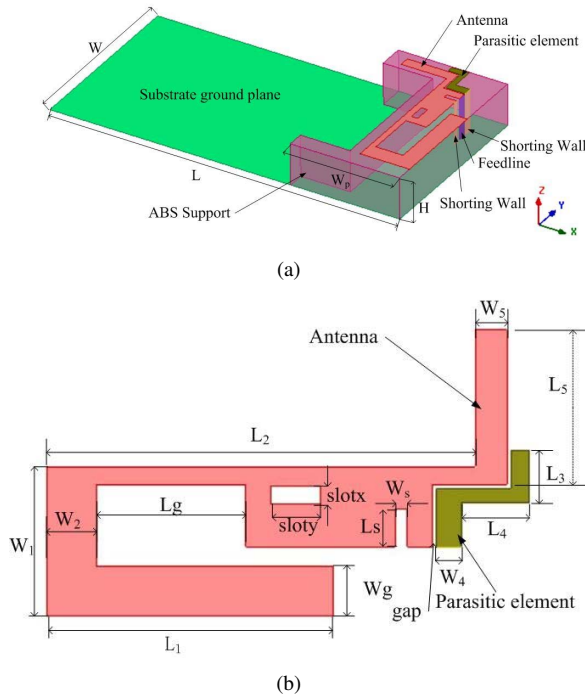 Antenna
Parasitic element
W
Substrate ground plane
Shorting Wall
Feedline
Shorting Wall
L
Wₚ
H
ABS Support
Z
Y
X
(a)
W₅
Antenna
L₅
L₂
L₃
slotx
Wₛ
W₂
Lg
sloty
Ls
L₄
W₁
Wg
W₄
Parasitic element
gap
L₁
(b)